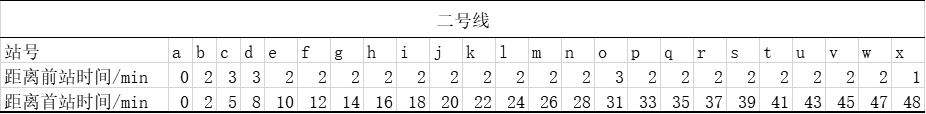 二号线
站号 a b c d e f g h i j k l m n o p q r s t u v w x
距离前站时间/min 0 2 3 3 2 2 2 2 2 2 2 2 2 2 3 2 2 2 2 2 2 2 2 1
距离首站时间/min 0 2 5 8 10 12 14 16 18 20 22 24 26 28 31 33 35 37 39 41 43 45 47 48